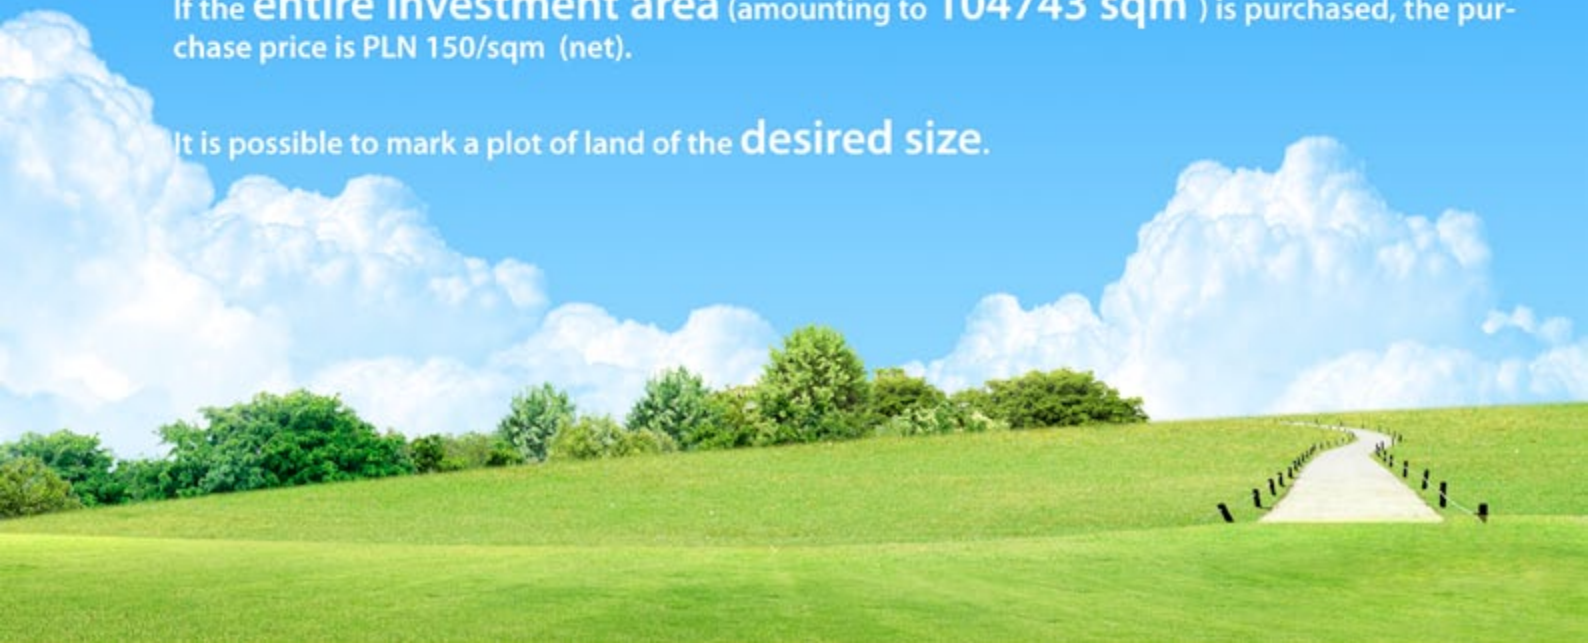 If the entire investment area (amounting to 104743 sqm ) is purchased, the pur-
chase price is PLN 150/sqm (net).
It is possible to mark a plot of land of the desired size.